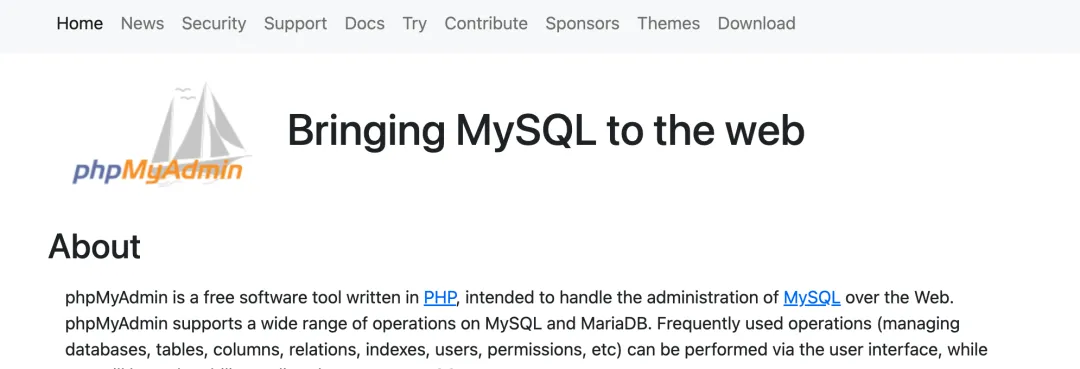 Home News Security Support Docs Try Contribute Sponsors Themes Download
phpMyAdmin
Bringing MySQL to the web
About
phpMyAdmin is a free software tool written in PHP, intended to handle the administration of MySQL over the Web.
phpMyAdmin supports a wide range of operations on MySQL and MariaDB. Frequently used operations (managing
databases, tables, columns, relations, indexes, users, permissions, etc) can be performed via the user interface, while